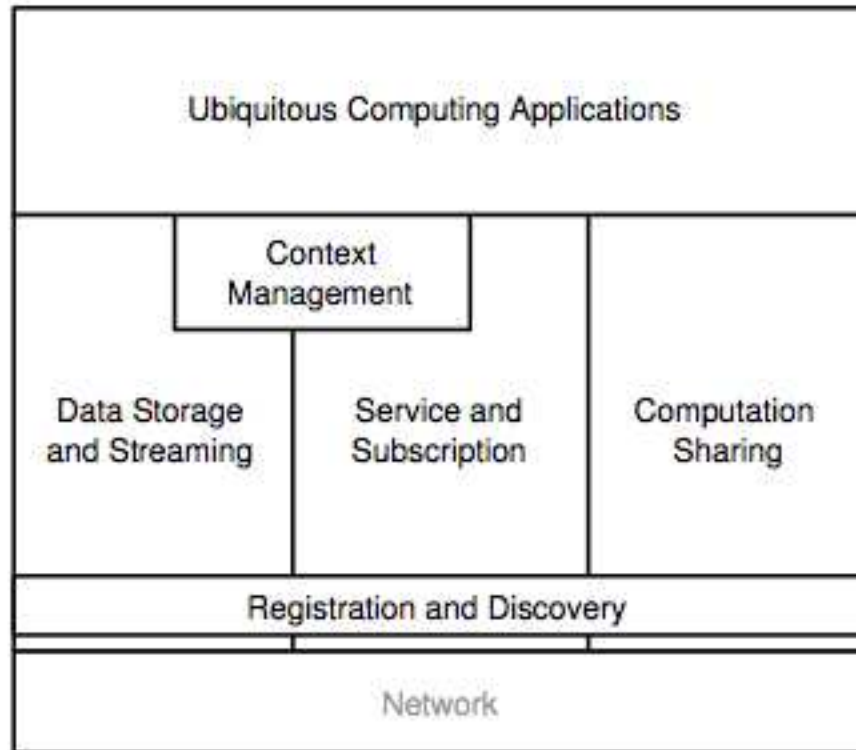 Ubiquitous Computing Applications
Context
Management
Data Storage
and Streaming
Service and
Subscription
Computation
Sharing
Registration and Discovery
Network